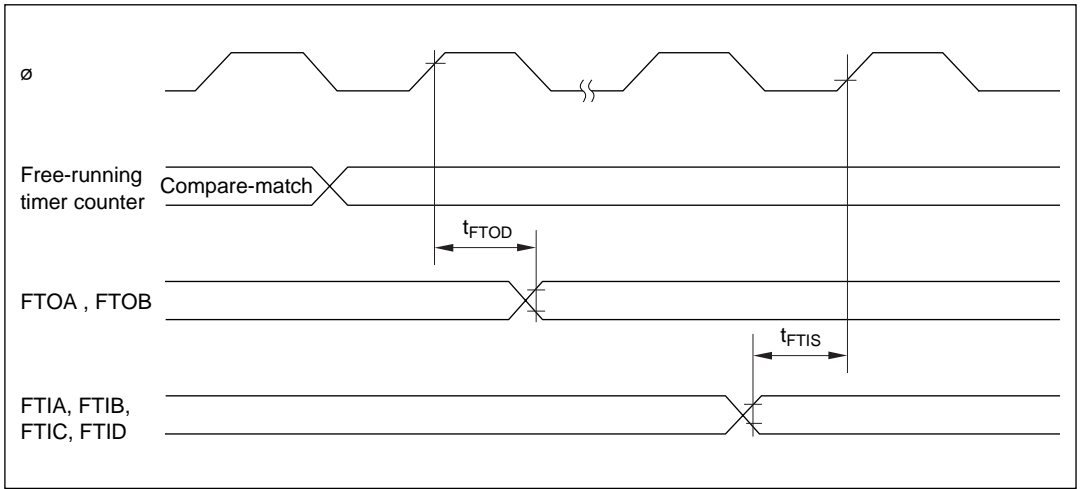 ø
Free-running
timer counter
Compare-match
tFTOD
FTOA , FTOB
tFTIS
FTIA, FTIB,
FTIC, FTID